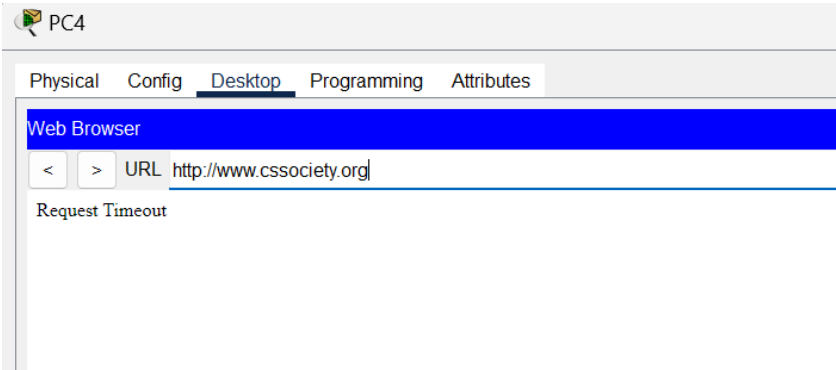 PC4
Physical Config Desktop Programming Attributes
Web Browser
< > URL http://www.cssociety.org
Request Timeout